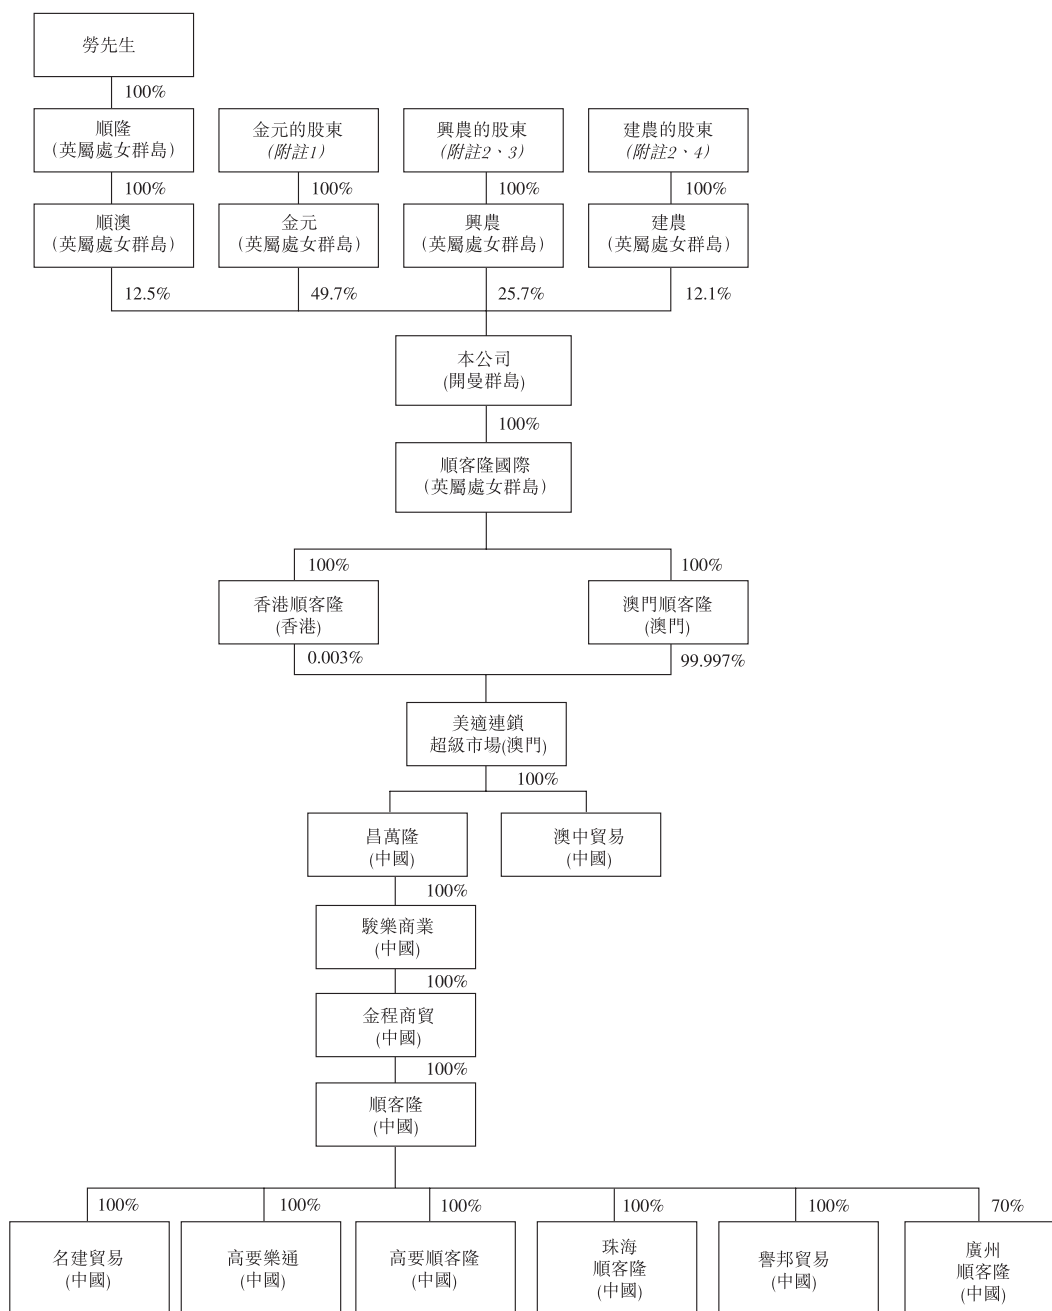 勞先生
100%
順隆
(英屬處女群島)
金元的股東
(附註1)
興農的股東
(附註2、3)
建農的股東
(附註2、4)
100%
100%
100%
100%
順澳
(英屬處女群島)
金元
(英屬處女群島)
興農
(英屬處女群島)
建農
(英屬處女群島)
12.5%
49.7%
25.7%
12.1%
本公司
(開曼群島)
100%
順客隆國際
(英屬處女群島)
100%
100%
香港順客隆
(香港)
澳門順客隆
(澳門)
0.003%
99.997%
美適連鎖
超級市場(澳門)
100%
昌萬隆
(中國)
澳中貿易
(中國)
100%
駿樂商業
(中國)
100%
金程商貿
(中國)
100%
順客隆
(中國)
100%
100%
100%
100%
100%
70%
名建貿易
(中國)
高要樂通
(中國)
高要順客隆
(中國)
珠海
順客隆
(中國)
譽邦貿易
(中國)
廣州
順客隆
(中國)